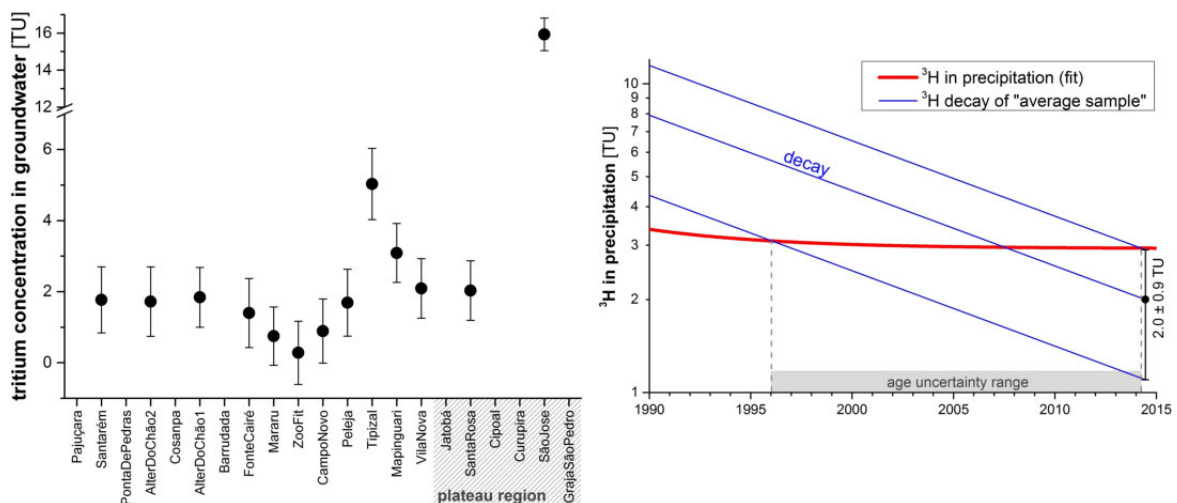 tritium concentration in groundwater [TU]
16
14
12
6
4
2
0
Pajuçara
Santarém
PontaDePedras
AlterDoChão2
Cosanpa
AlterDoChão1
Barrudada
FonteCairé
Mararu
ZooFit
CampoNovo
Peleja
Tipizal
Mapinguari
VilaNova
Jatobá
SantaRosa
Cipoal
Curupira
SãoJose
GrajaSãoPedro
plateau region
³H in precipitation [TU]
10
9
8
7
6
5
4
3
2
1
³H in precipitation (fit)
³H decay of "average sample"
decay
2.0 ± 0.9 TU
age uncertainty range
1990
1995
2000
2005
2010
2015